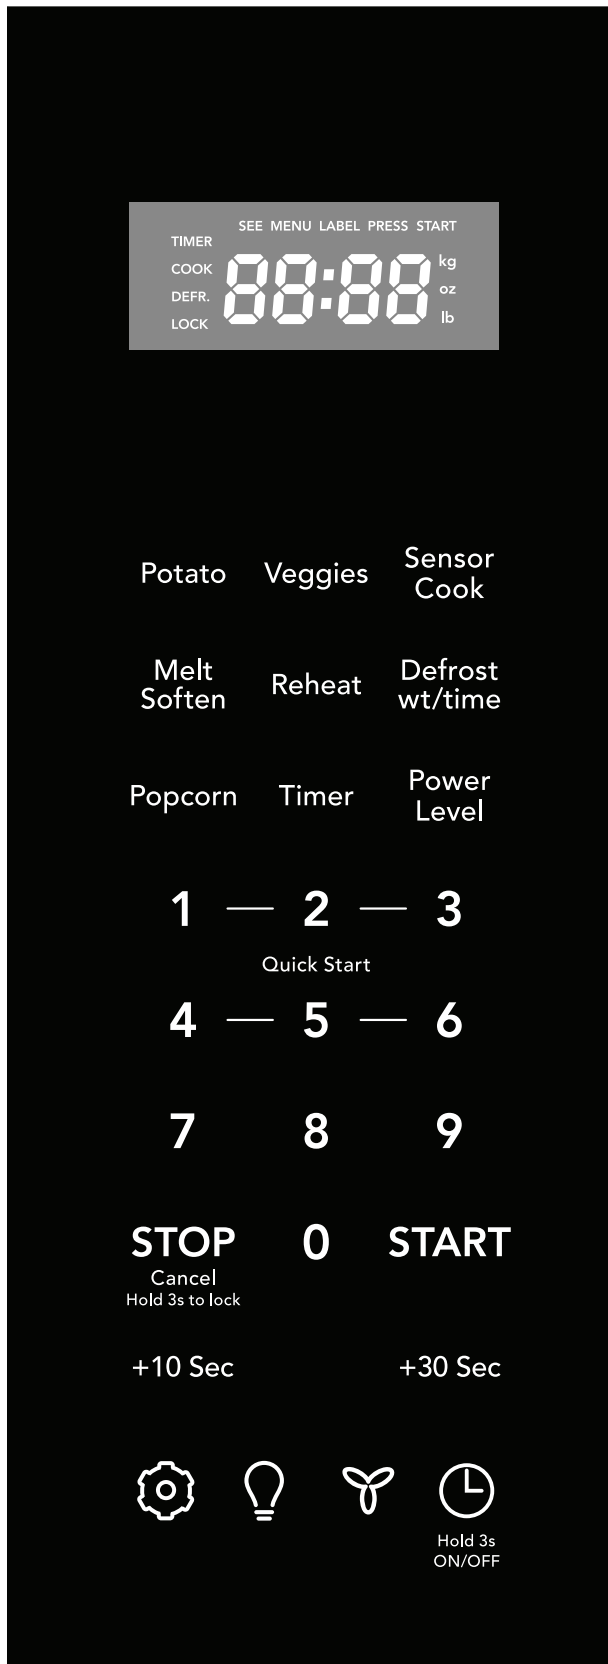 SEE MENU LABEL PRESS START
TIMER
COOK
DEFR.
LOCK
88:88
kg
oz
lb
Potato Veggies Sensor
Cook
Melt
Soften Reheat Defrost
wt/time
Popcorn Timer Power
Level
1 — 2 — 3
Quick Start
4 — 5 — 6
7 8 9
STOP 0 START
Cancel
Hold 3s to lock
+10 Sec +30 Sec
Hold 3s
ON/OFF